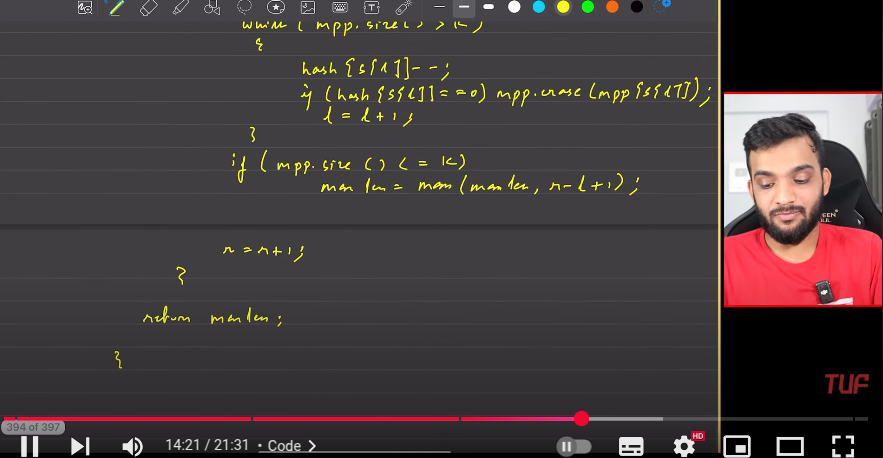 while ( mpp.size() > K )
{
hash[s[l]]--;
if (hash[s[l]] == 0) mpp.erase(mpp[s[l]]);
l = l+1;
}
if ( mpp.size () <= K)
maxlen = max(maxlen, r-l+1);
r = r+1;
}
return maxlen;
}
TUF
394 of 397
14:21 / 21:31 • Code >
HD